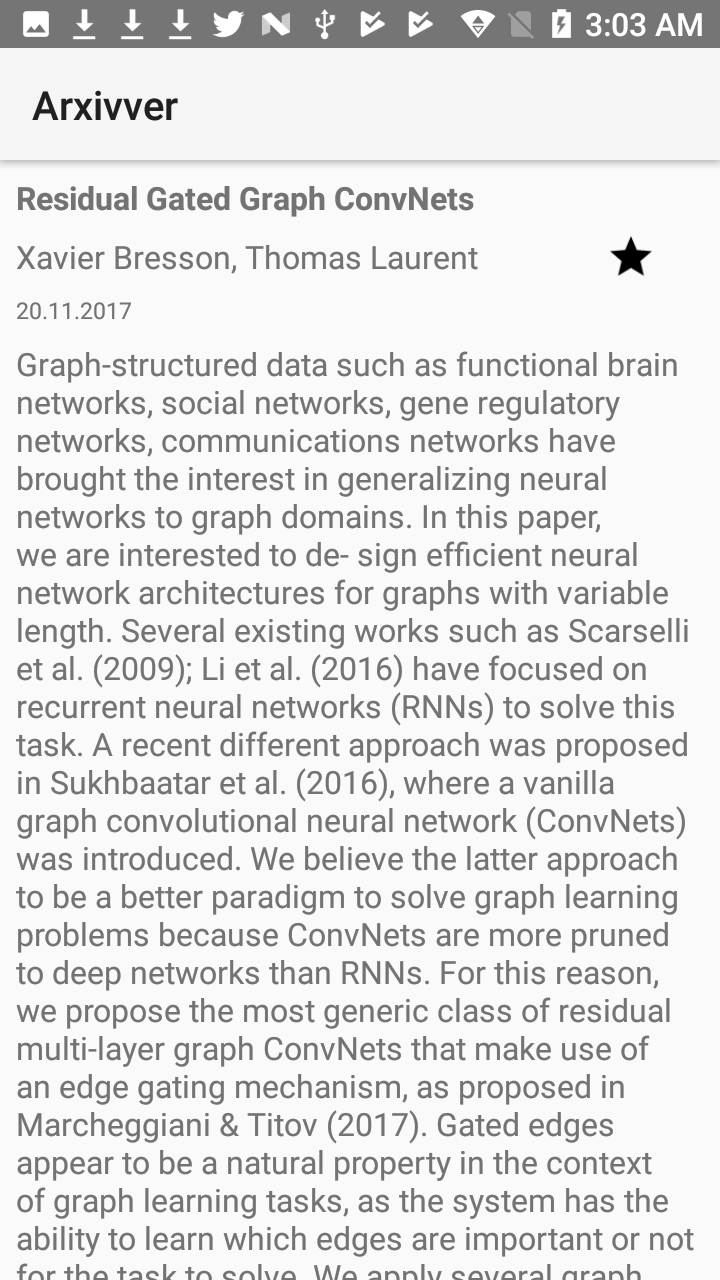 3:03 AM
Arxivver
Residual Gated Graph ConvNets
Xavier Bresson, Thomas Laurent
20.11.2017
Graph-structured data such as functional brain
networks, social networks, gene regulatory
networks, communications networks have
brought the interest in generalizing neural
networks to graph domains. In this paper,
we are interested to de- sign efficient neural
network architectures for graphs with variable
length. Several existing works such as Scarselli
et al. (2009); Li et al. (2016) have focused on
recurrent neural networks (RNNs) to solve this
task. A recent different approach was proposed
in Sukhbaatar et al. (2016), where a vanilla
graph convolutional neural network (ConvNets)
was introduced. We believe the latter approach
to be a better paradigm to solve graph learning
problems because ConvNets are more pruned
to deep networks than RNNs. For this reason,
we propose the most generic class of residual
multi-layer graph ConvNets that make use of
an edge gating mechanism, as proposed in
Marcheggiani & Titov (2017). Gated edges
appear to be a natural property in the context
of graph learning tasks, as the system has the
ability to learn which edges are important or not
for the task to solve. We apply several graph